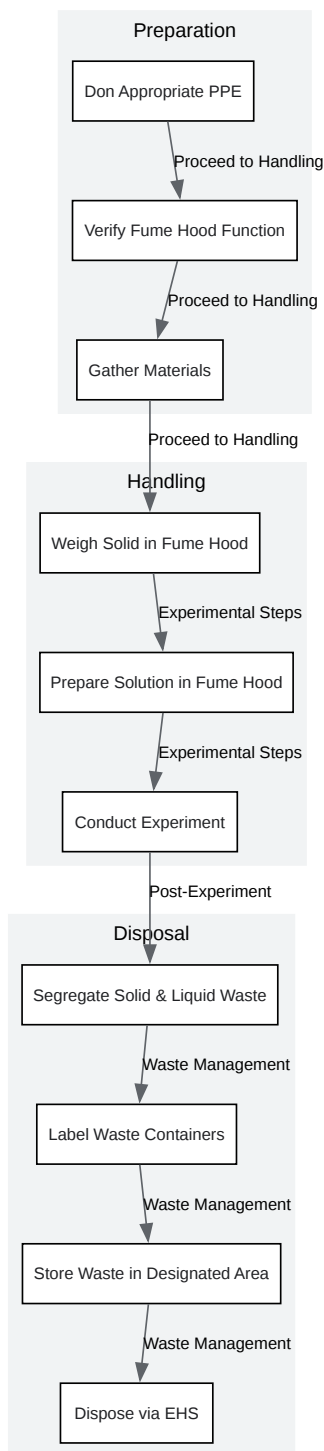 Preparation
Don Appropriate PPE
Proceed to Handling
Verify Fume Hood Function
Proceed to Handling
Gather Materials
Proceed to Handling
Handling
Weigh Solid in Fume Hood
Experimental Steps
Prepare Solution in Fume Hood
Experimental Steps
Conduct Experiment
Post-Experiment
Disposal
Segregate Solid & Liquid Waste
Waste Management
Label Waste Containers
Waste Management
Store Waste in Designated Area
Waste Management
Dispose via EHS